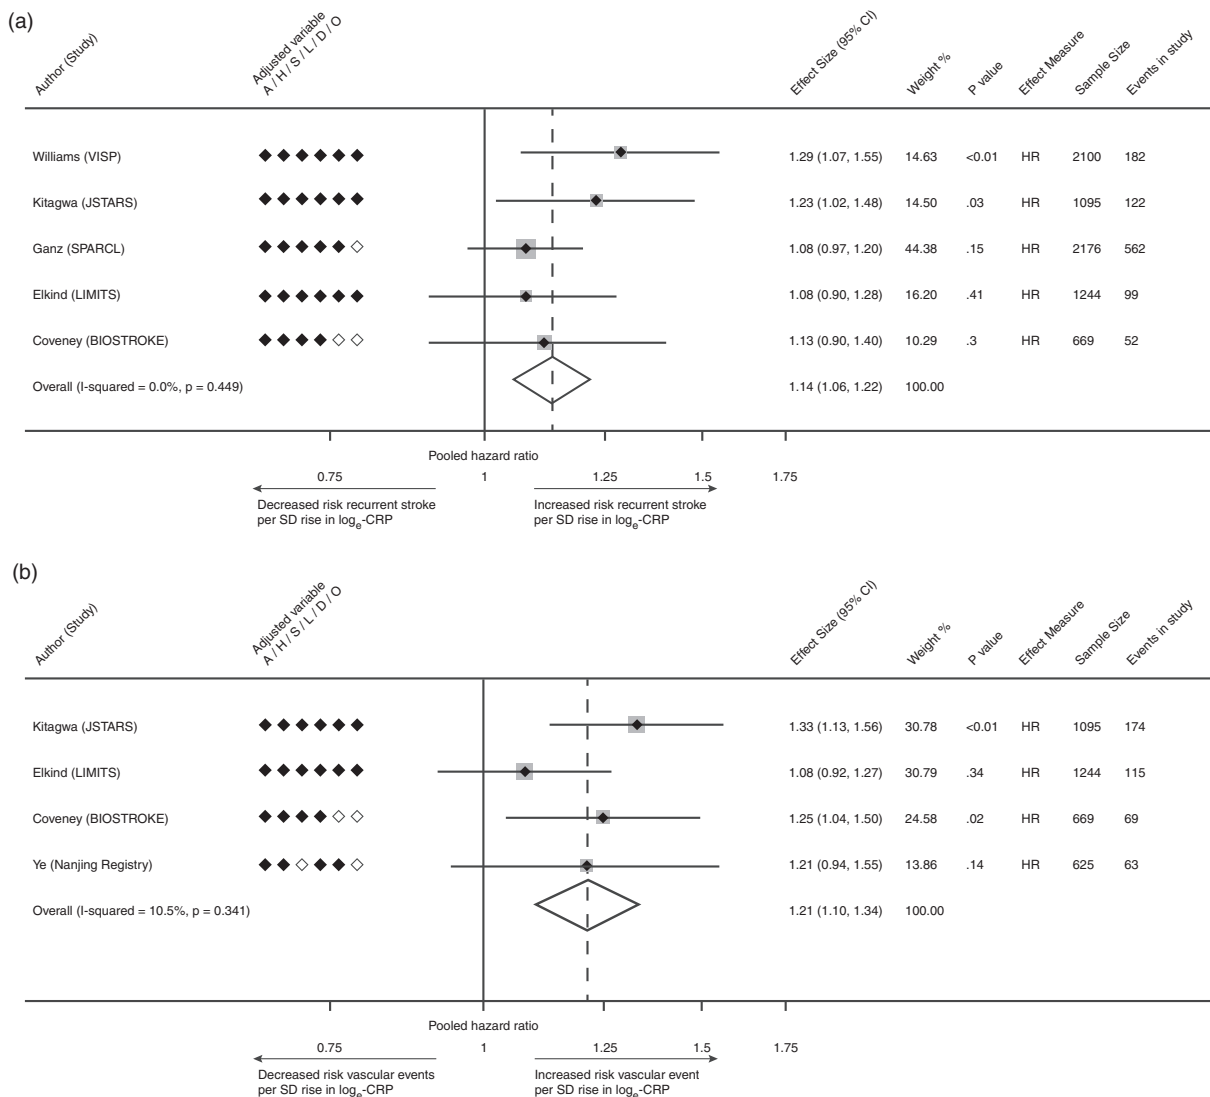 (a)
Author (Study)
Adjusted variable
A / H / S / L / D / O
Effect Size (95% CI)
Weight %
P value
Effect Measure
Sample Size
Events in study
Williams (VISP) 1.29 (1.07, 1.55) 14.63 <0.01 HR 2100 182
Kitagwa (JSTARS) 1.23 (1.02, 1.48) 14.50 .03 HR 1095 122
Ganz (SPARCL) 1.08 (0.97, 1.20) 44.38 .15 HR 2176 562
Elkind (LIMITS) 1.08 (0.90, 1.28) 16.20 .41 HR 1244 99
Coveney (BIOSTROKE) 1.13 (0.90, 1.40) 10.29 .3 HR 669 52
Overall (I-squared = 0.0%, p = 0.449) 1.14 (1.06, 1.22) 100.00
Pooled hazard ratio
0.75 1 1.25 1.5 1.75
Decreased risk recurrent stroke
per SD rise in loge-CRP
Increased risk recurrent stroke
per SD rise in loge-CRP
(b)
Author (Study)
Adjusted variable
A / H / S / L / D / O
Effect Size (95% CI)
Weight %
P value
Effect Measure
Sample Size
Events in study
Kitagwa (JSTARS) 1.33 (1.13, 1.56) 30.78 <0.01 HR 1095 174
Elkind (LIMITS) 1.08 (0.92, 1.27) 30.79 .34 HR 1244 115
Coveney (BIOSTROKE) 1.25 (1.04, 1.50) 24.58 .02 HR 669 69
Ye (Nanjing Registry) 1.21 (0.94, 1.55) 13.86 .14 HR 625 63
Overall (I-squared = 10.5%, p = 0.341) 1.21 (1.10, 1.34) 100.00
Pooled hazard ratio
0.75 1 1.25 1.5 1.75
Decreased risk vascular events
per SD rise in loge-CRP
Increased risk vascular event
per SD rise in loge-CRP